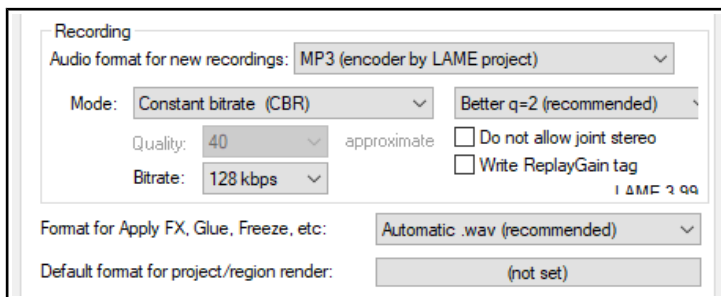 Recording
Audio format for new recordings: MP3 (encoder by LAME project)
Mode: Constant bitrate (CBR) Better q=2 (recommended)
Quality: 40 approximate Do not allow joint stereo
Write ReplayGain tag
Bitrate: 128 kbps
LAME 3.99
Format for Apply FX, Glue, Freeze, etc: Automatic .wav (recommended)
Default format for project/region render: (not set)